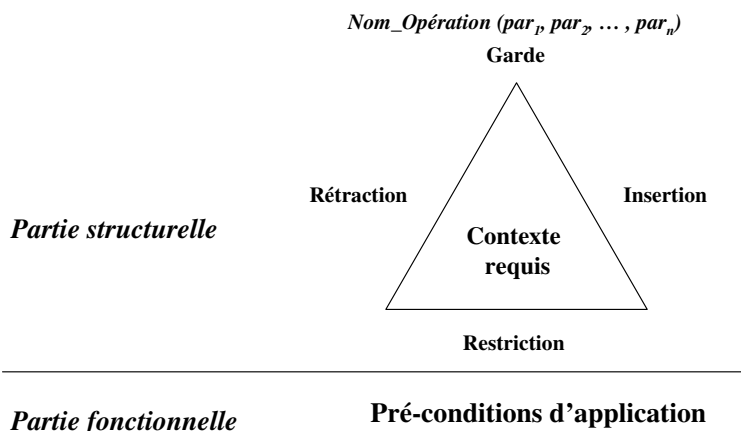 Nom_Opération (par1, par2, … , parn)
Garde
Rétraction
Insertion
Partie structurelle
Contexte
requis
Restriction
Partie fonctionnelle
Pré-conditions d’application